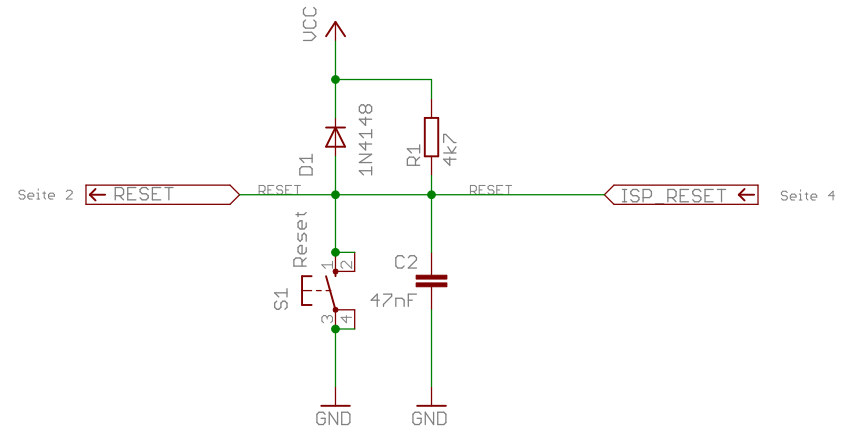 VCC
1N4148
D1
R1
4k7
Seite 2
RESET
RESET
RESET
ISP_RESET
Seite 4
Reset
1
2
C2
S1
47nF
3
4
GND
GND